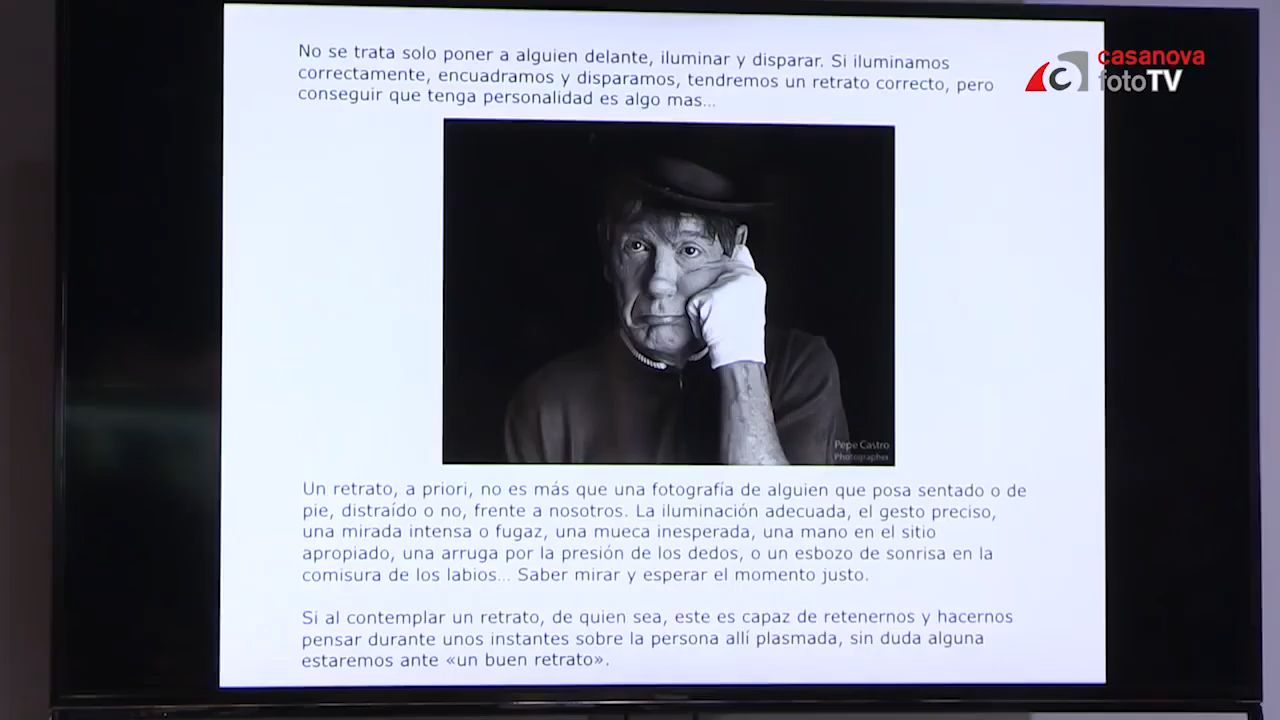 No se trata solo poner a alguien delante, iluminar y disparar. Si iluminamos
correctamente, encuadramos y disparamos, tendremos un retrato correcto, pero
conseguir que tenga personalidad es algo mas...
casanova
fotoTV
Pepe Castro
Photographer
Un retrato, a priori, no es más que una fotografía de alguien que posa sentado o de
pie, distraído o no, frente a nosotros. La iluminación adecuada, el gesto preciso,
una mirada intensa o fugaz, una mueca inesperada, una mano en el sitio
apropiado, una arruga por la presión de los dedos, o un esbozo de sonrisa en la
comisura de los labios... Saber mirar y esperar el momento justo.
Si al contemplar un retrato, de quien sea, este es capaz de retenernos y hacernos
pensar durante unos instantes sobre la persona allí plasmada, sin duda alguna
estaremos ante «un buen retrato».